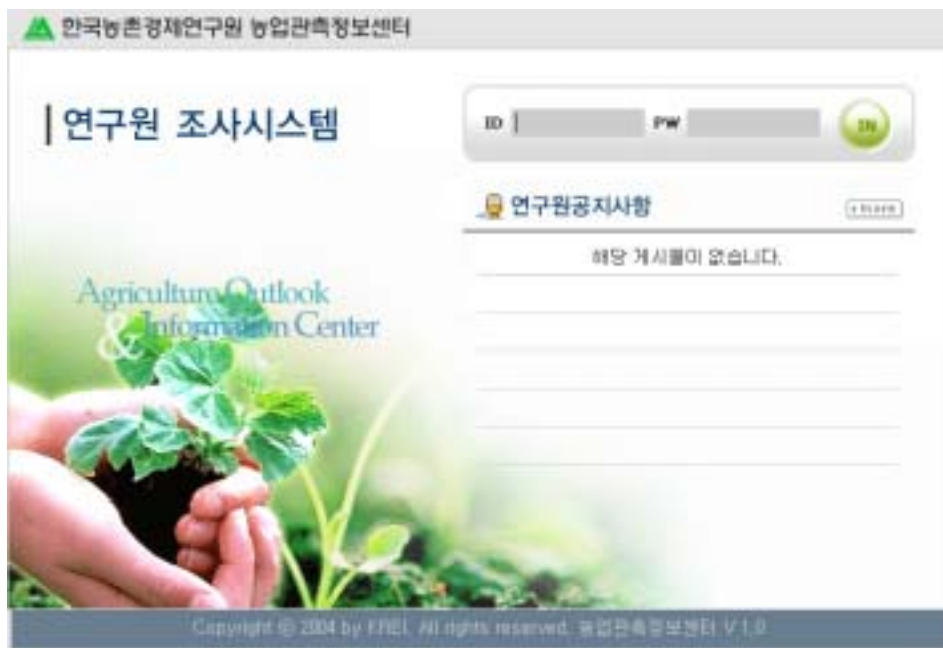 한국농촌경제연구원 농업관측정보센터
연구원 조사시스템
ID
PW
IN
연구원공지사항
more
해당 게시물이 없습니다.
Agriculture Outlook
& Information Center
Copyright ⓒ 2004 by KREI. All rights reserved. 농업관측정보센터 V 1.0